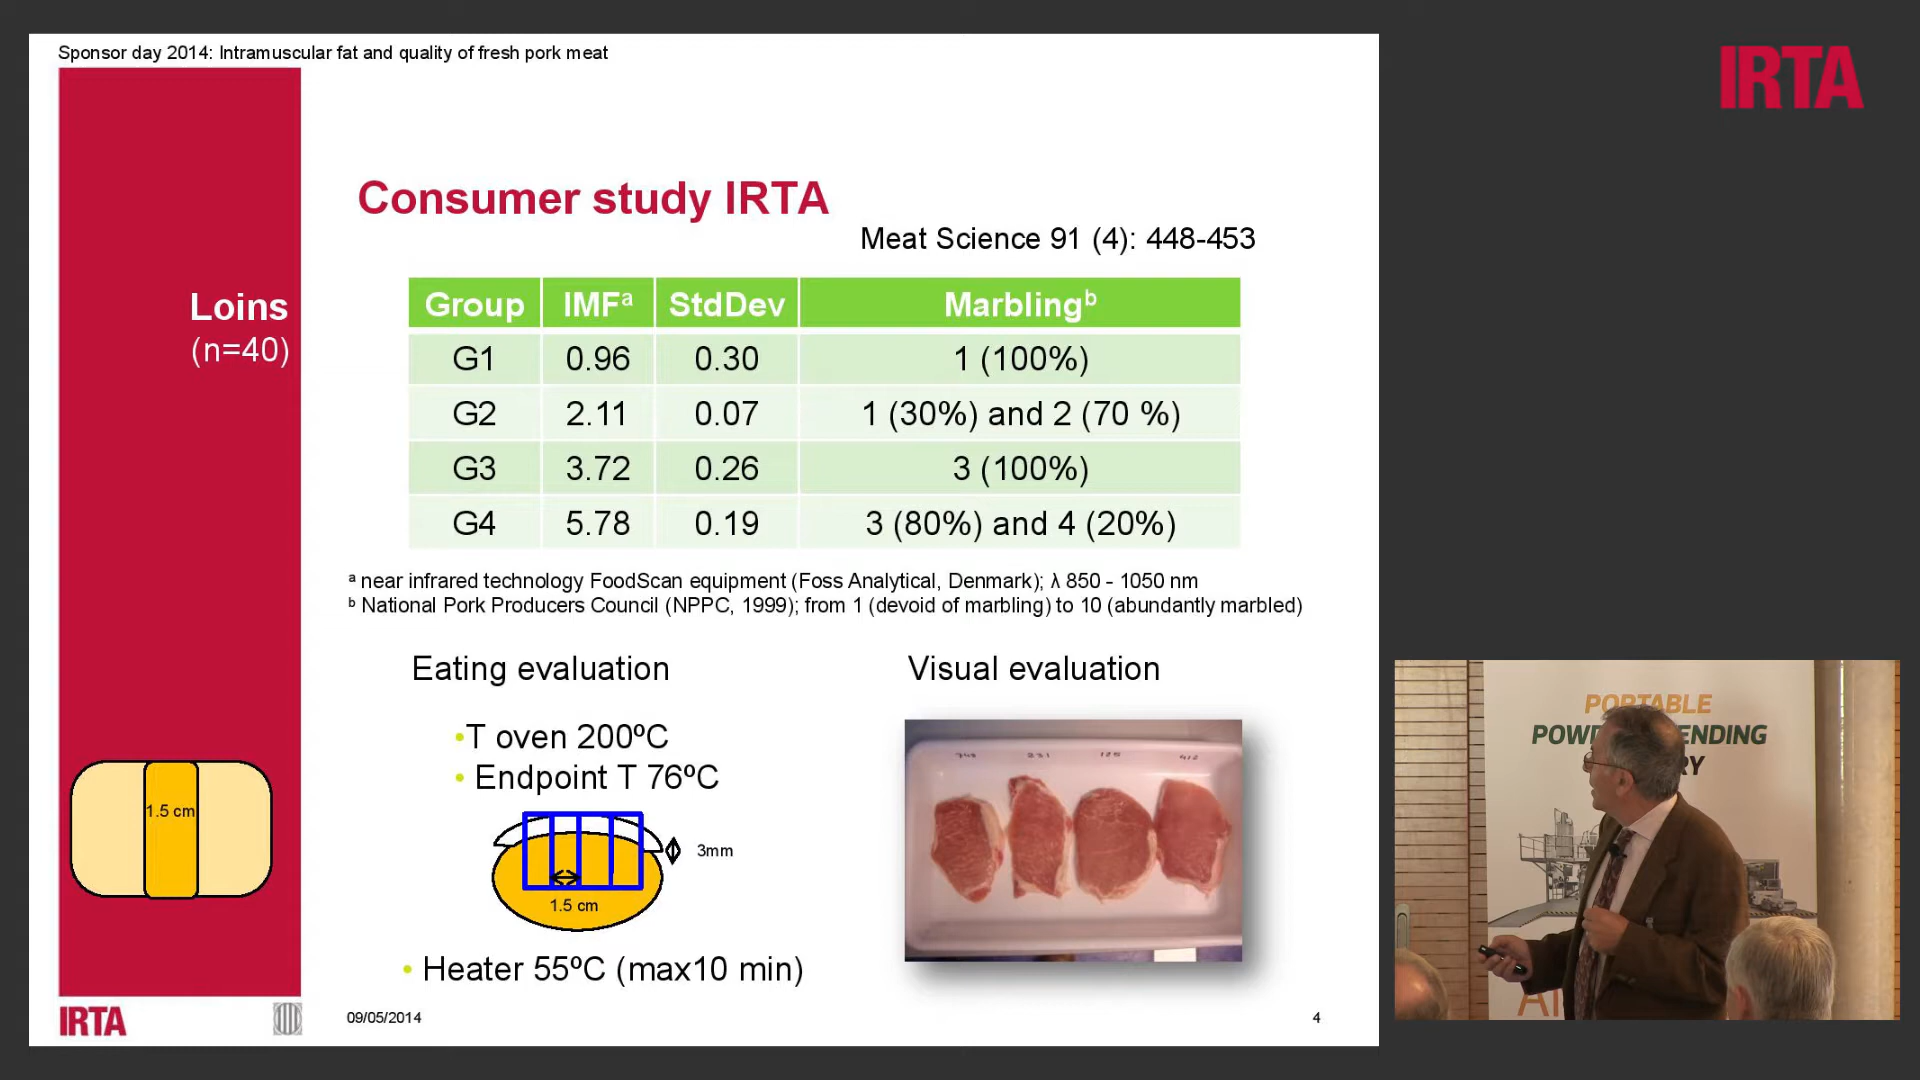 Sponsor day 2014: Intramuscular fat and quality of fresh pork meat
IRTA
Consumer study IRTA
Meat Science 91 (4): 448-453
Loins
(n=40)
Group IMFᵃ StdDev Marblingᵇ
G1 0.96 0.30 1 (100%)
G2 2.11 0.07 1 (30%) and 2 (70 %)
G3 3.72 0.26 3 (100%)
G4 5.78 0.19 3 (80%) and 4 (20%)
ᵃ near infrared technology FoodScan equipment (Foss Analytical, Denmark); λ 850 - 1050 nm
ᵇ National Pork Producers Council (NPPC, 1999); from 1 (devoid of marbling) to 10 (abundantly marbled)
Eating evaluation
•T oven 200ºC
• Endpoint T 76ºC
3mm
1.5 cm
• Heater 55ºC (max10 min)
Visual evaluation
1.5 cm
IRTA
09/05/2014
4
PORTABLE